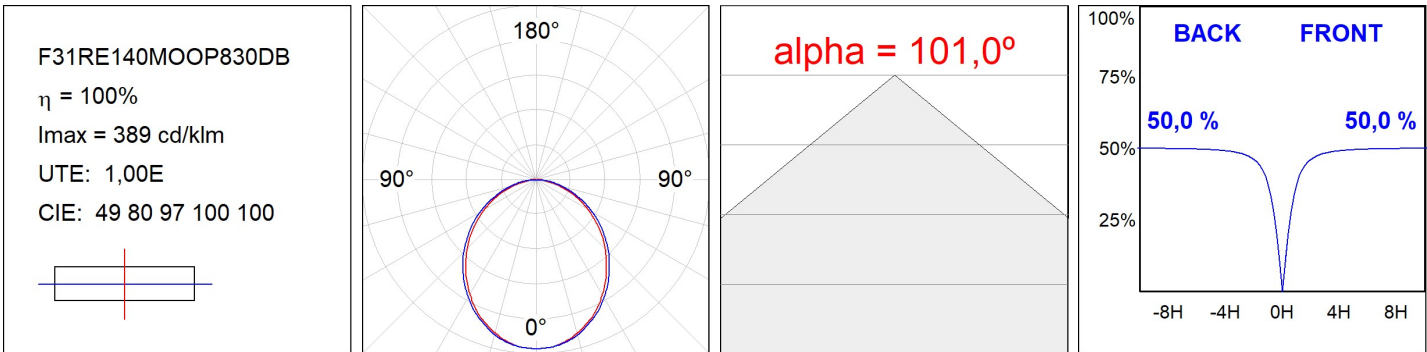 F31RE140MOOP830DB
η = 100%
Imax = 389 cd/klm
UTE: 1,00E
CIE: 49 80 97 100 100
180°
90° 90°
0°
alpha = 101,0º
100%
BACK FRONT
75%
50,0 % 50,0 %
50%
25%
-8H -4H 0H 4H 8H